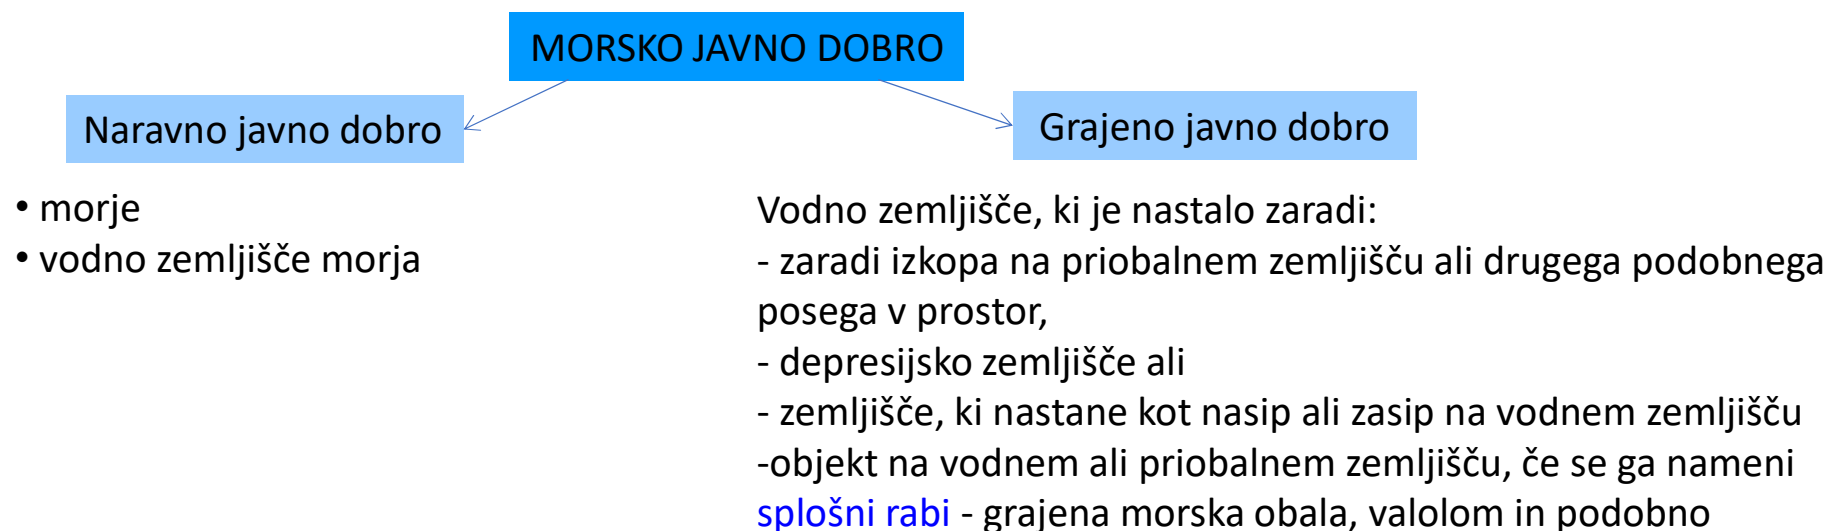 MORSKO JAVNO DOBRO
Naravno javno dobro
Grajeno javno dobro
• morje
• vodno zemljišče morja
Vodno zemljišče, ki je nastalo zaradi:
- zaradi izkopa na priobalnem zemljišču ali drugega podobnega
posega v prostor,
- depresijsko zemljišče ali
- zemljišče, ki nastane kot nasip ali zasip na vodnem zemljišču
-objekt na vodnem ali priobalnem zemljišču, če se ga nameni
splošni rabi - grajena morska obala, valolom in podobno